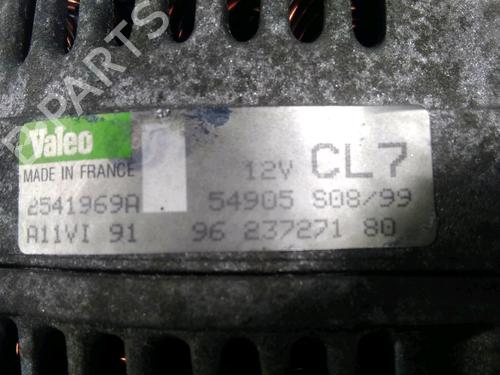 B-PARTS
Valeo
MADE IN FRANCE
12V CL7
2541969A 54905 S08/99
A11VI 91 96 237271 80